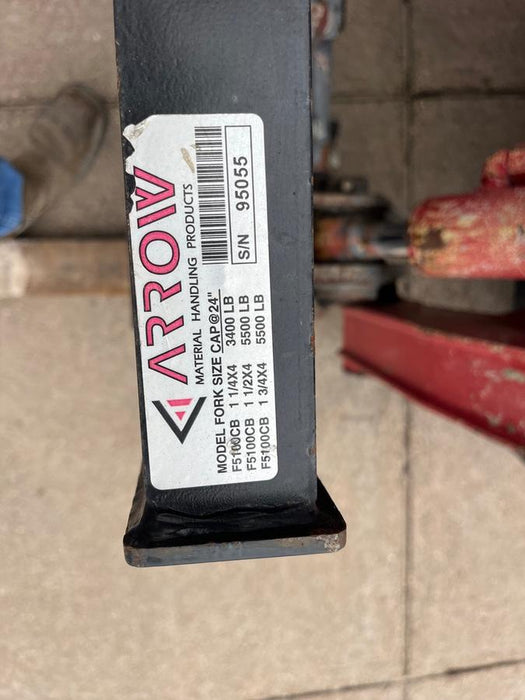 ARROW
MATERIAL HANDLING PRODUCTS
MODEL FORK SIZE CAP@24"
F5100CB 1 1/4X4 3400 LB
F5100CB 1 1/2X4 5500 LB
F5100CB 1 3/4X4 5500 LB
S/N 95055